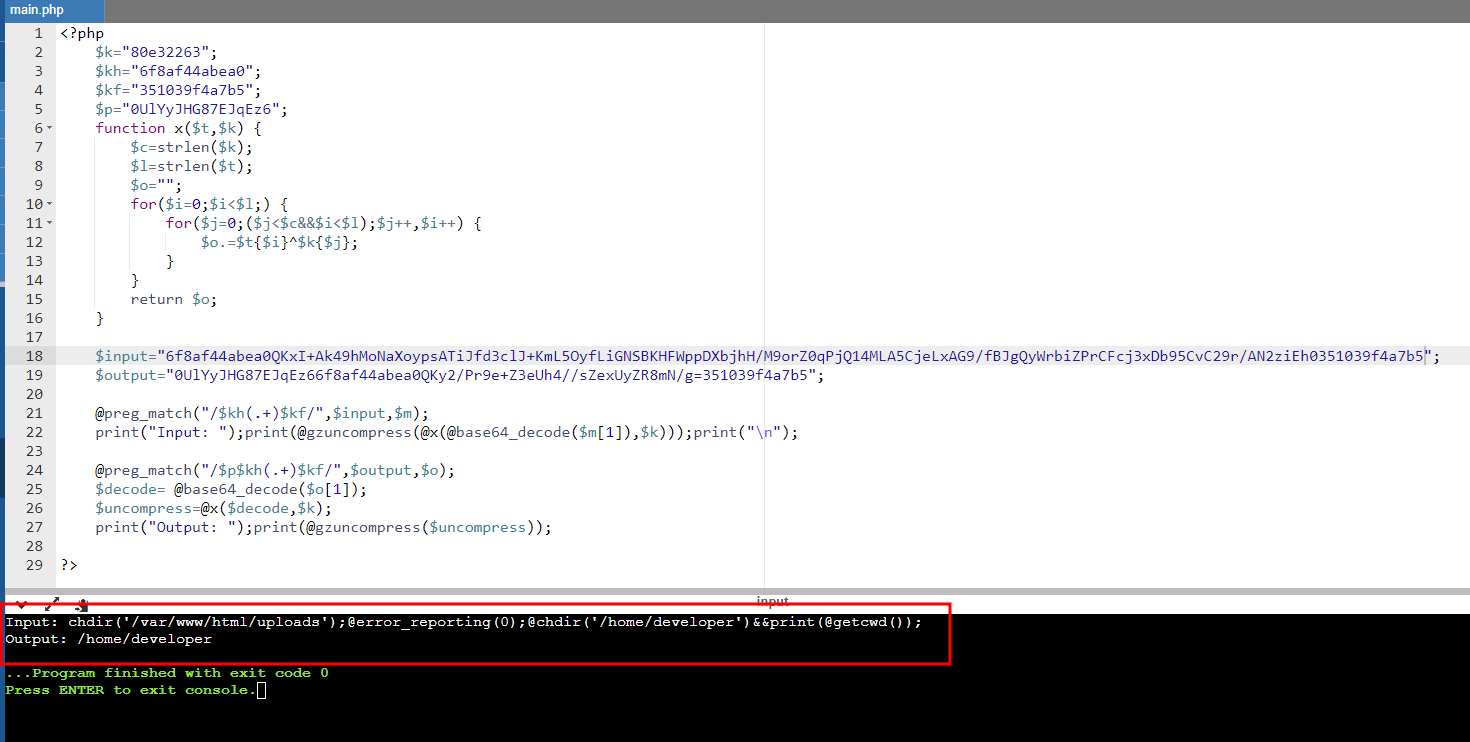 main.php
1 <?php
2 $k="80e32263";
3 $kh="6f8af44abea0";
4 $kf="351039f4a7b5";
5 $p="0UlYyJHG87EJqEz6";
6 function x($t,$k) {
7 $c=strlen($k);
8 $l=strlen($t);
9 $o="";
10 for($i=0;$i<$l;) {
11 for($j=0;($j<$c&&$i<$l);$j++,$i++) {
12 $o.=$t{$i}^$k{$j};
13 }
14 }
15 return $o;
16 }
17
18 $input="6f8af44abea0QKxI+Ak49hMoNaXoypsATiJfd3clJ+KmL5OyfLiGNSBKHFWppDXbjhH/M9orZ0qPjQ14MLA5CjeLxAG9/fBJgQyWrbiZPrCFcj3xDb95CvC29r/AN2ziEh0351039f4a7b5";
19 $output="0UlYyJHG87EJqEz66f8af44abea0QKy2/Pr9e+Z3eUh4//sZexUyZR8mN/g=351039f4a7b5";
20
21 @preg_match("/$kh(.+)$kf/",$input,$m);
22 print("Input: ");print(@gzuncompress(@x(@base64_decode($m[1]),$k)));print("\n");
23
24 @preg_match("/$p$kh(.+)$kf/",$output,$o);
25 $decode= @base64_decode($o[1]);
26 $uncompress=@x($decode,$k);
27 print("Output: ");print(@gzuncompress($uncompress));
28
29 ?>
input
Input: chdir('/var/www/html/uploads');@error_reporting(0);@chdir('/home/developer')&&print(@getcwd());
Output: /home/developer
...Program finished with exit code 0
Press ENTER to exit console.